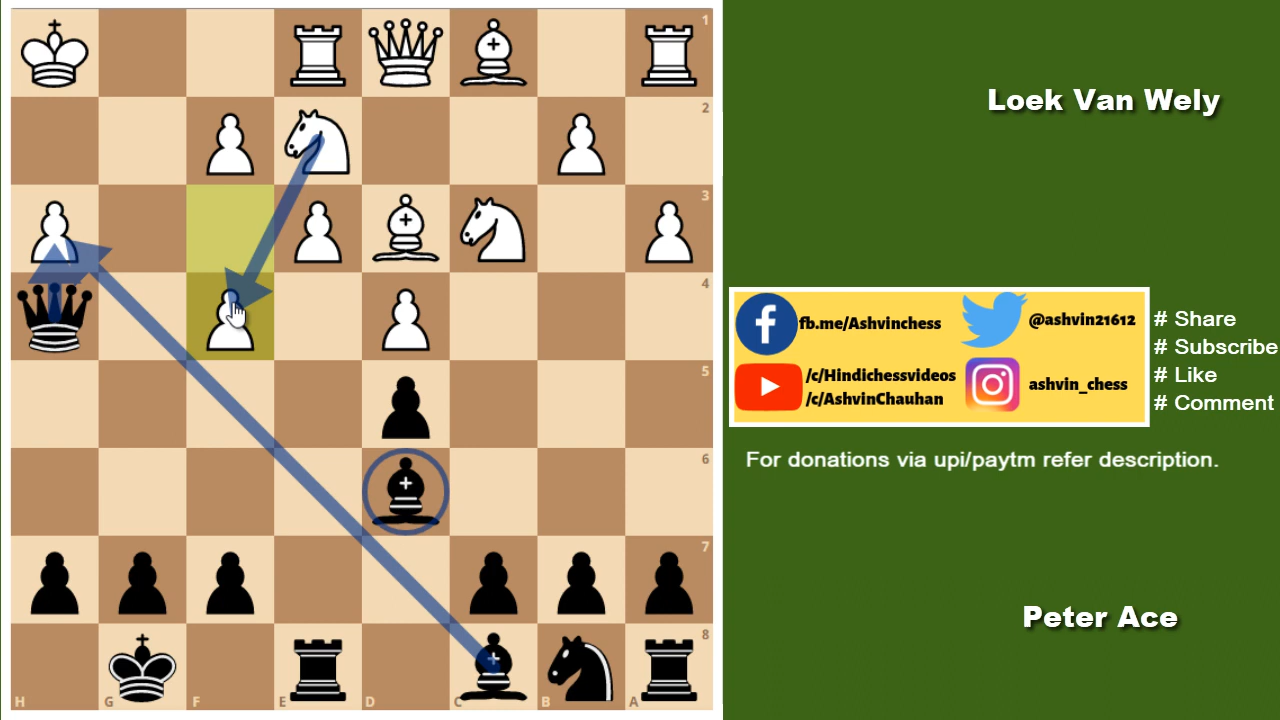 1
2
3
4
5
6
7
8
H G F E D C B A
Loek Van Wely
fb.me/Ashvinchess
@ashvin21612
/c/Hindichessvideos
/c/AshvinChauhan
ashvin_chess
# Share
# Subscribe
# Like
# Comment
For donations via upi/paytm refer description.
Peter Ace